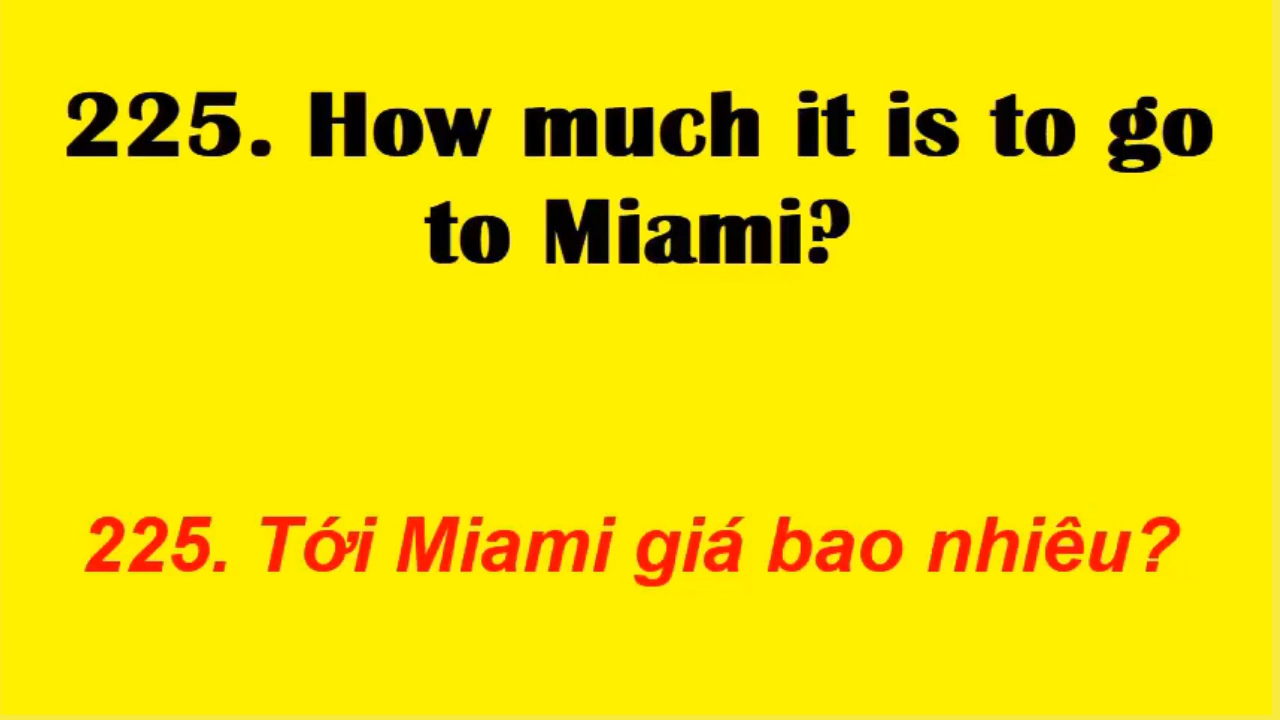 225. How much it is to go
to Miami?
225. Tới Miami giá bao nhiêu?